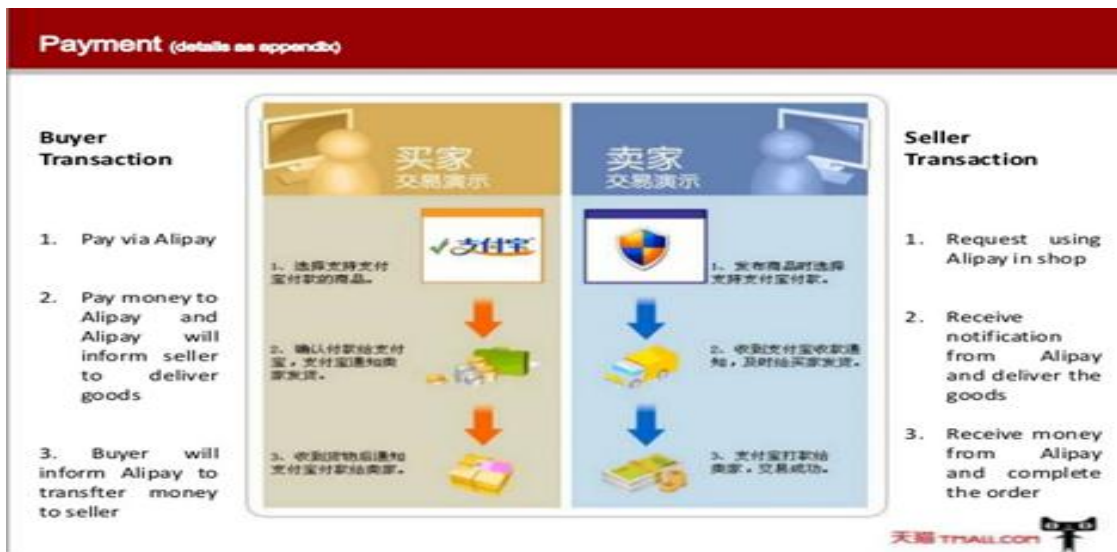 Payment (details as appendix)
Buyer
Transaction
1. Pay via Alipay
2. Pay money to
Alipay and
Alipay will
inform seller
to deliver
goods
3. Buyer will
inform Alipay to
transfter money
to seller
买家
交易演示
支付宝
1、选择支持支付
宝付款的商品。
2、确认付款给支付
宝，支付宝通知卖
家发货。
3、收到货物后通知
支付宝付款给卖家。
卖家
交易演示
1、发布商品时选择
支持支付宝付款。
2、收到支付宝收款通
知，及时给买家发货。
3、支付宝打款给
卖家，交易成功。
Seller
Transaction
1. Request using
Alipay in shop
2. Receive
notification
from Alipay
and deliver the
goods
3. Receive money
from Alipay
and complete
the order
天猫 TMALL.COM